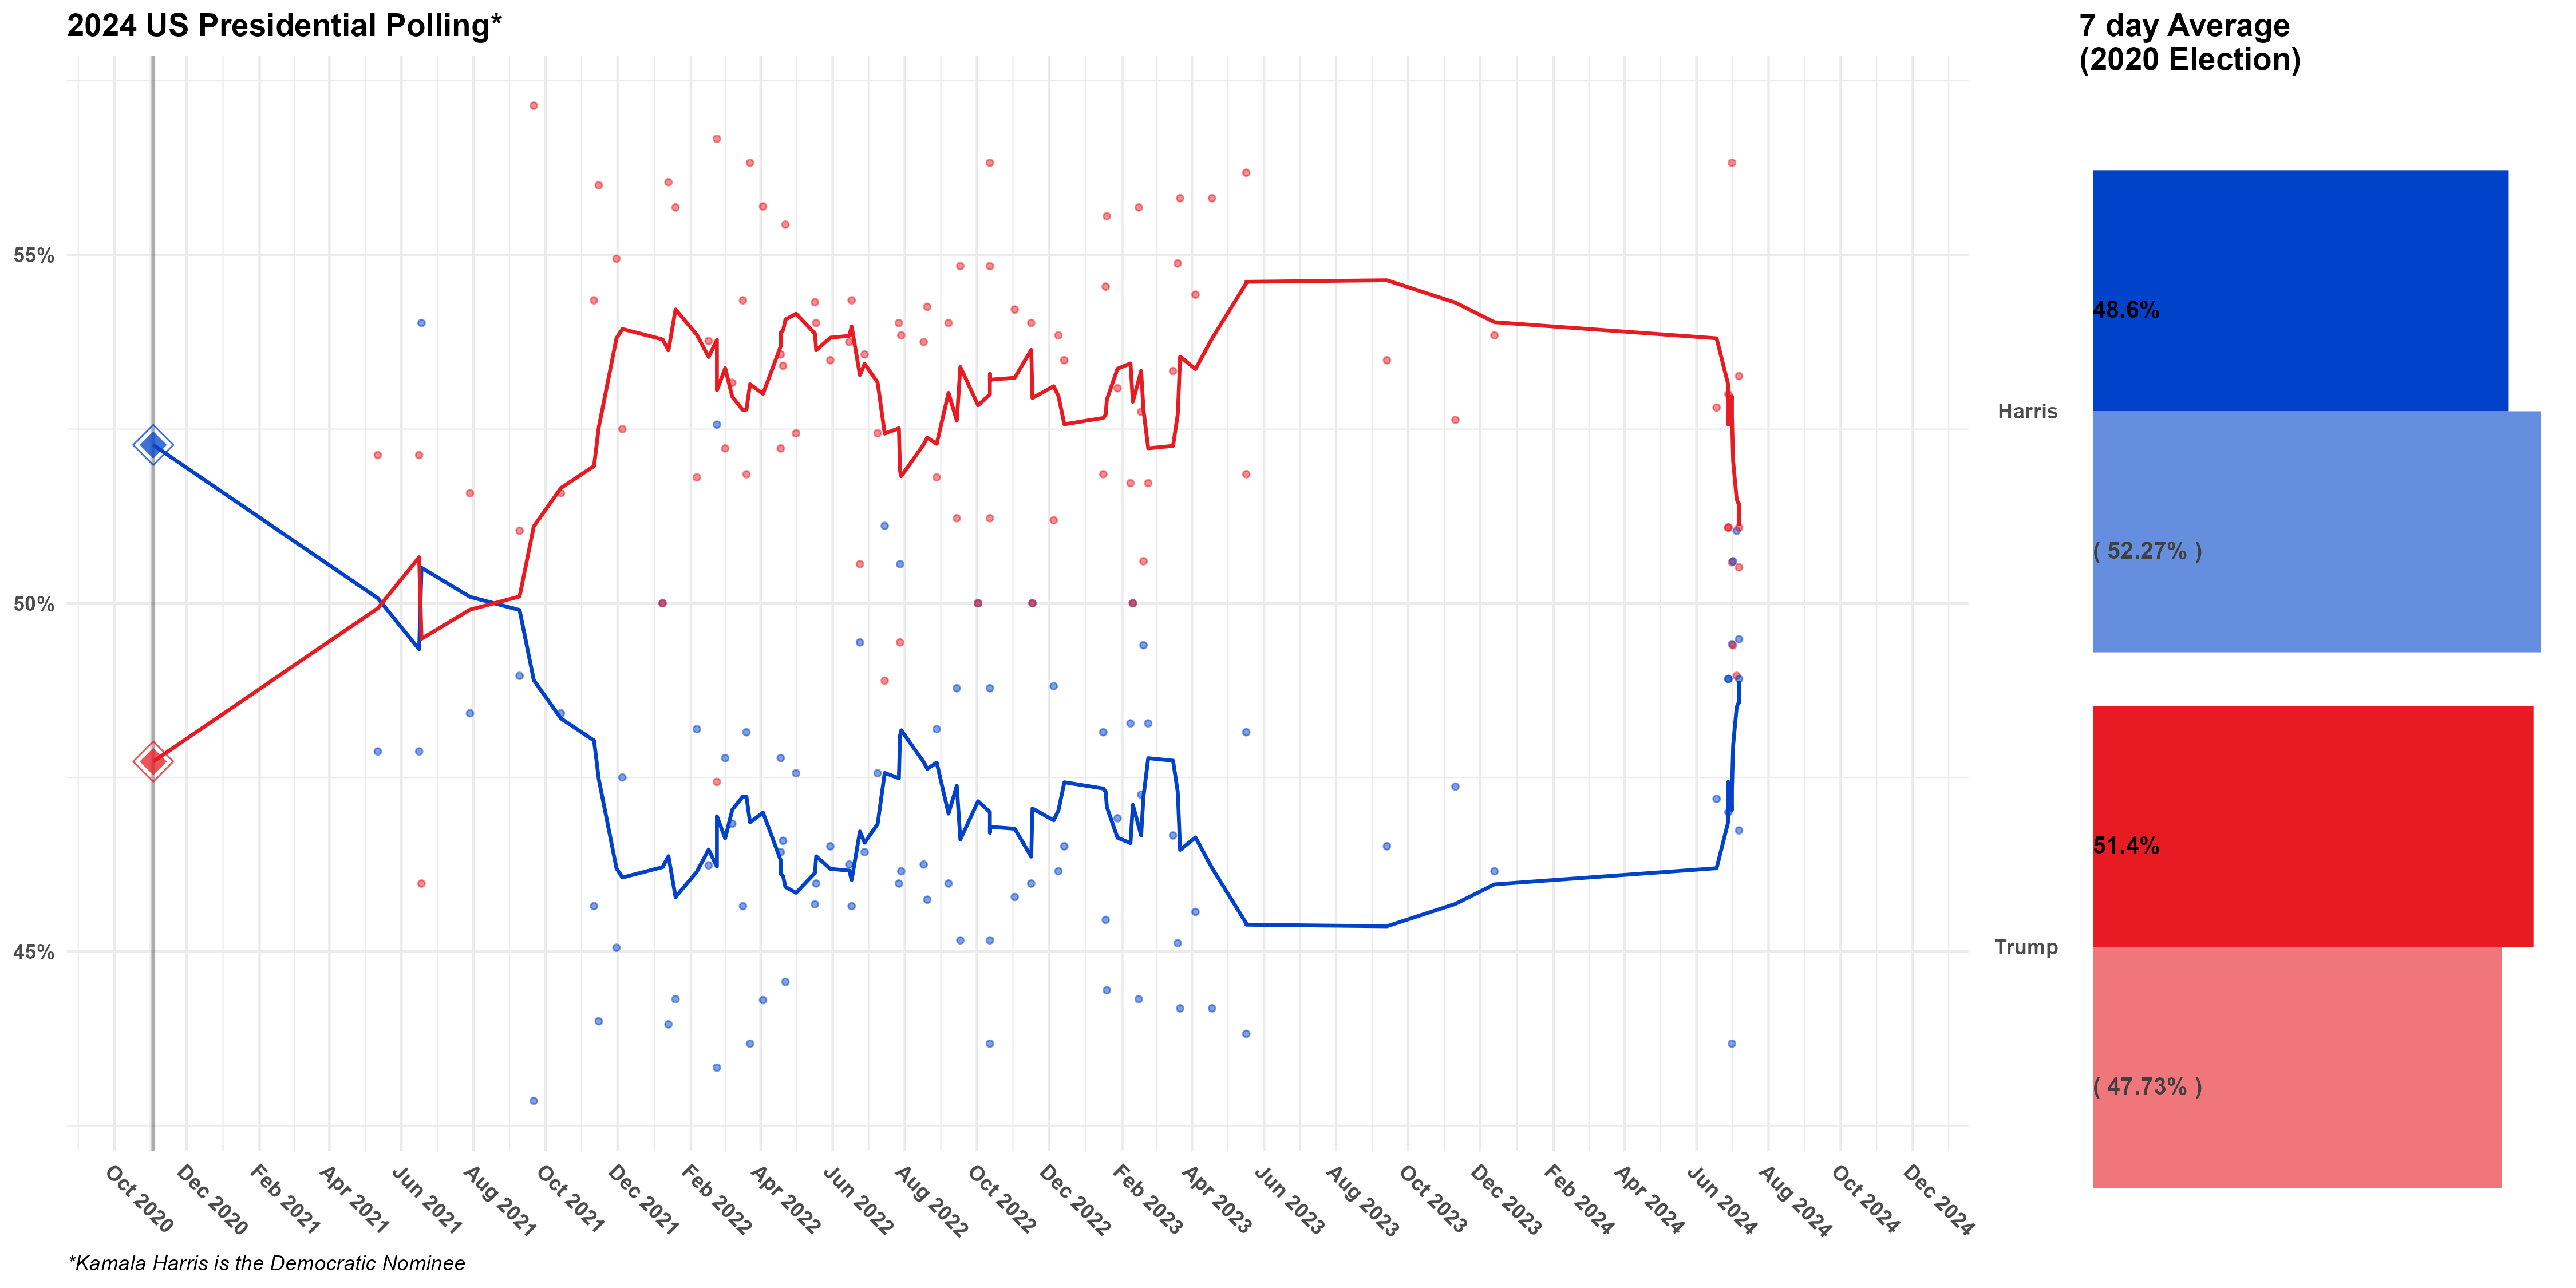 2024 US Presidential Polling*
7 day Average
(2020 Election)
55%
50%
45%
Harris
48.6%
( 52.27% )
Trump
51.4%
( 47.73% )
Oct 2020
Dec 2020
Feb 2021
Apr 2021
Jun 2021
Aug 2021
Oct 2021
Dec 2021
Feb 2022
Apr 2022
Jun 2022
Aug 2022
Oct 2022
Dec 2022
Feb 2023
Apr 2023
Jun 2023
Aug 2023
Oct 2023
Dec 2023
Feb 2024
Apr 2024
Jun 2024
Aug 2024
Oct 2024
Dec 2024
*Kamala Harris is the Democratic Nominee